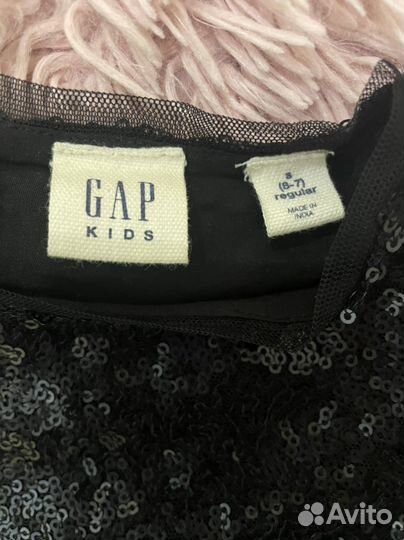 GAP
KIDS
S
(6-7)
regular
MADE IN
INDIA
Avito